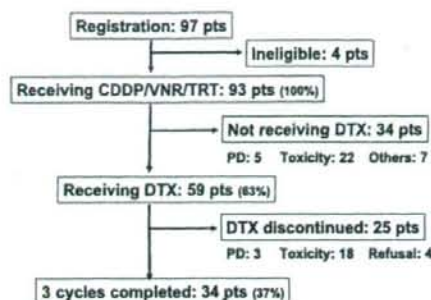 Registration: 97 pts
Ineligible: 4 pts
Receiving CDDP/VNR/TRT: 93 pts (100%)
Not receiving DTX: 34 pts
PD: 5 Toxicity: 22 Others: 7
Receiving DTX: 59 pts (63%)
DTX discontinued: 25 pts
PD: 3 Toxicity: 18 Refusal: 4
3 cycles completed: 34 pts (37%)